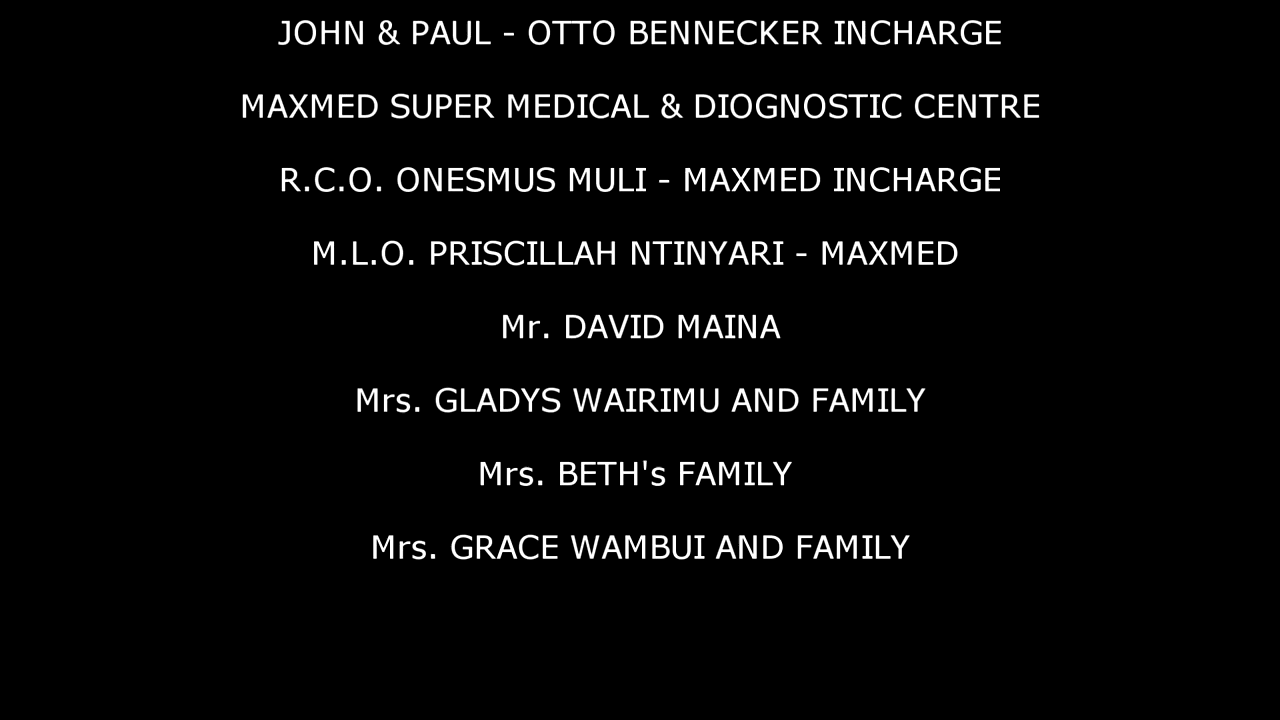 JOHN & PAUL - OTTO BENNECKER INCHARGE
MAXMED SUPER MEDICAL & DIOGNOSTIC CENTRE
R.C.O. ONESMUS MULI - MAXMED INCHARGE
M.L.O. PRISCILLAH NTINYARI - MAXMED
Mr. DAVID MAINA
Mrs. GLADYS WAIRIMU AND FAMILY
Mrs. BETH's FAMILY
Mrs. GRACE WAMBUI AND FAMILY